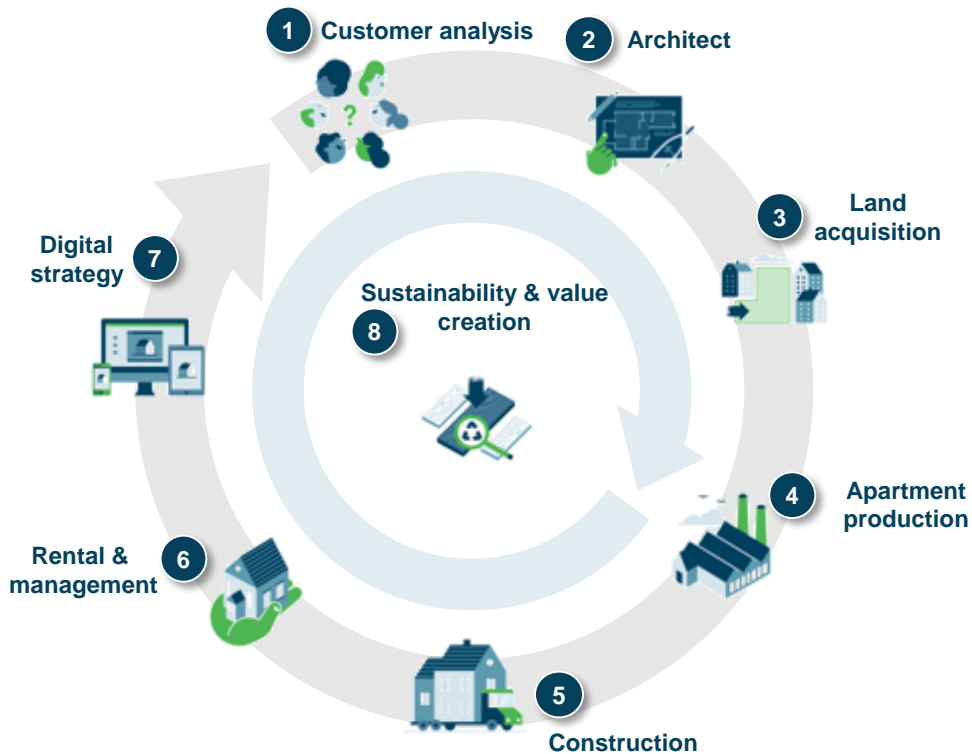 1 Customer analysis
2 Architect
3 Land
acquisition
4 Apartment
production
5
Construction
6 Rental &
management
7 Digital
strategy
8 Sustainability & value
creation
?